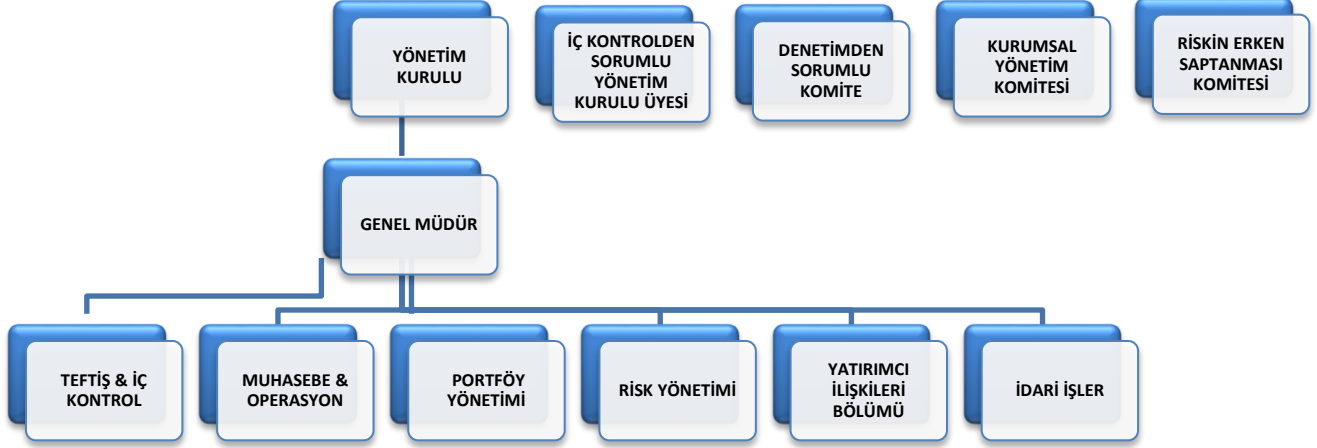 YÖNETİM
KURULU
İÇ KONTROLDEN
SORUMLU
YÖNETİM
KURULU ÜYESİ
DENETİMDEN
SORUMLU
KOMİTE
KURUMSAL
YÖNETİM
KOMİTESİ
RİSKİN ERKEN
SAPTANMASI
KOMİTESİ
GENEL MÜDÜR
TEFTİŞ & İÇ
KONTROL
MUHASEBE &
OPERASYON
PORTFÖY
YÖNETİMİ
RİSK YÖNETİMİ
YATIRIMCI
İLİŞKİLERİ
BÖLÜMÜ
İDARİ İŞLER